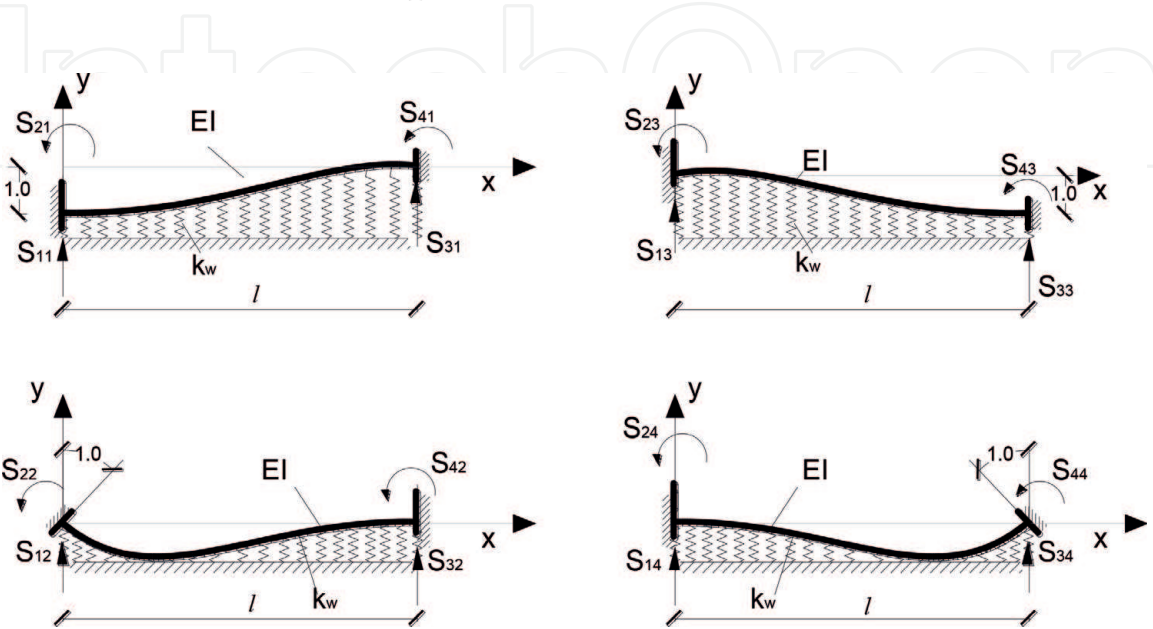 IntechOpen
y
S21
S41
EI
1.0
x
S11
S31
kw
l
y
S23
EI
S43
1.0
x
S13
kw
S33
l
y
S22
1.0
EI
S42
x
S12
S32
kw
l
y
S24
EI
1.0
S44
x
S14
S34
kw
l